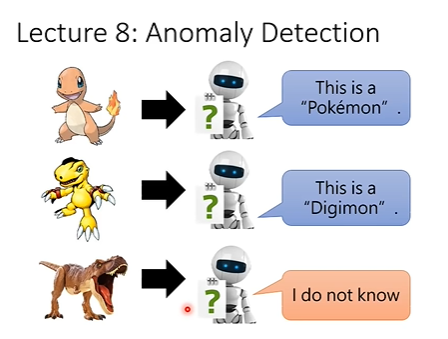 Lecture 8: Anomaly Detection
?
This is a
"Pokémon" .
?
This is a
"Digimon" .
?
I do not know